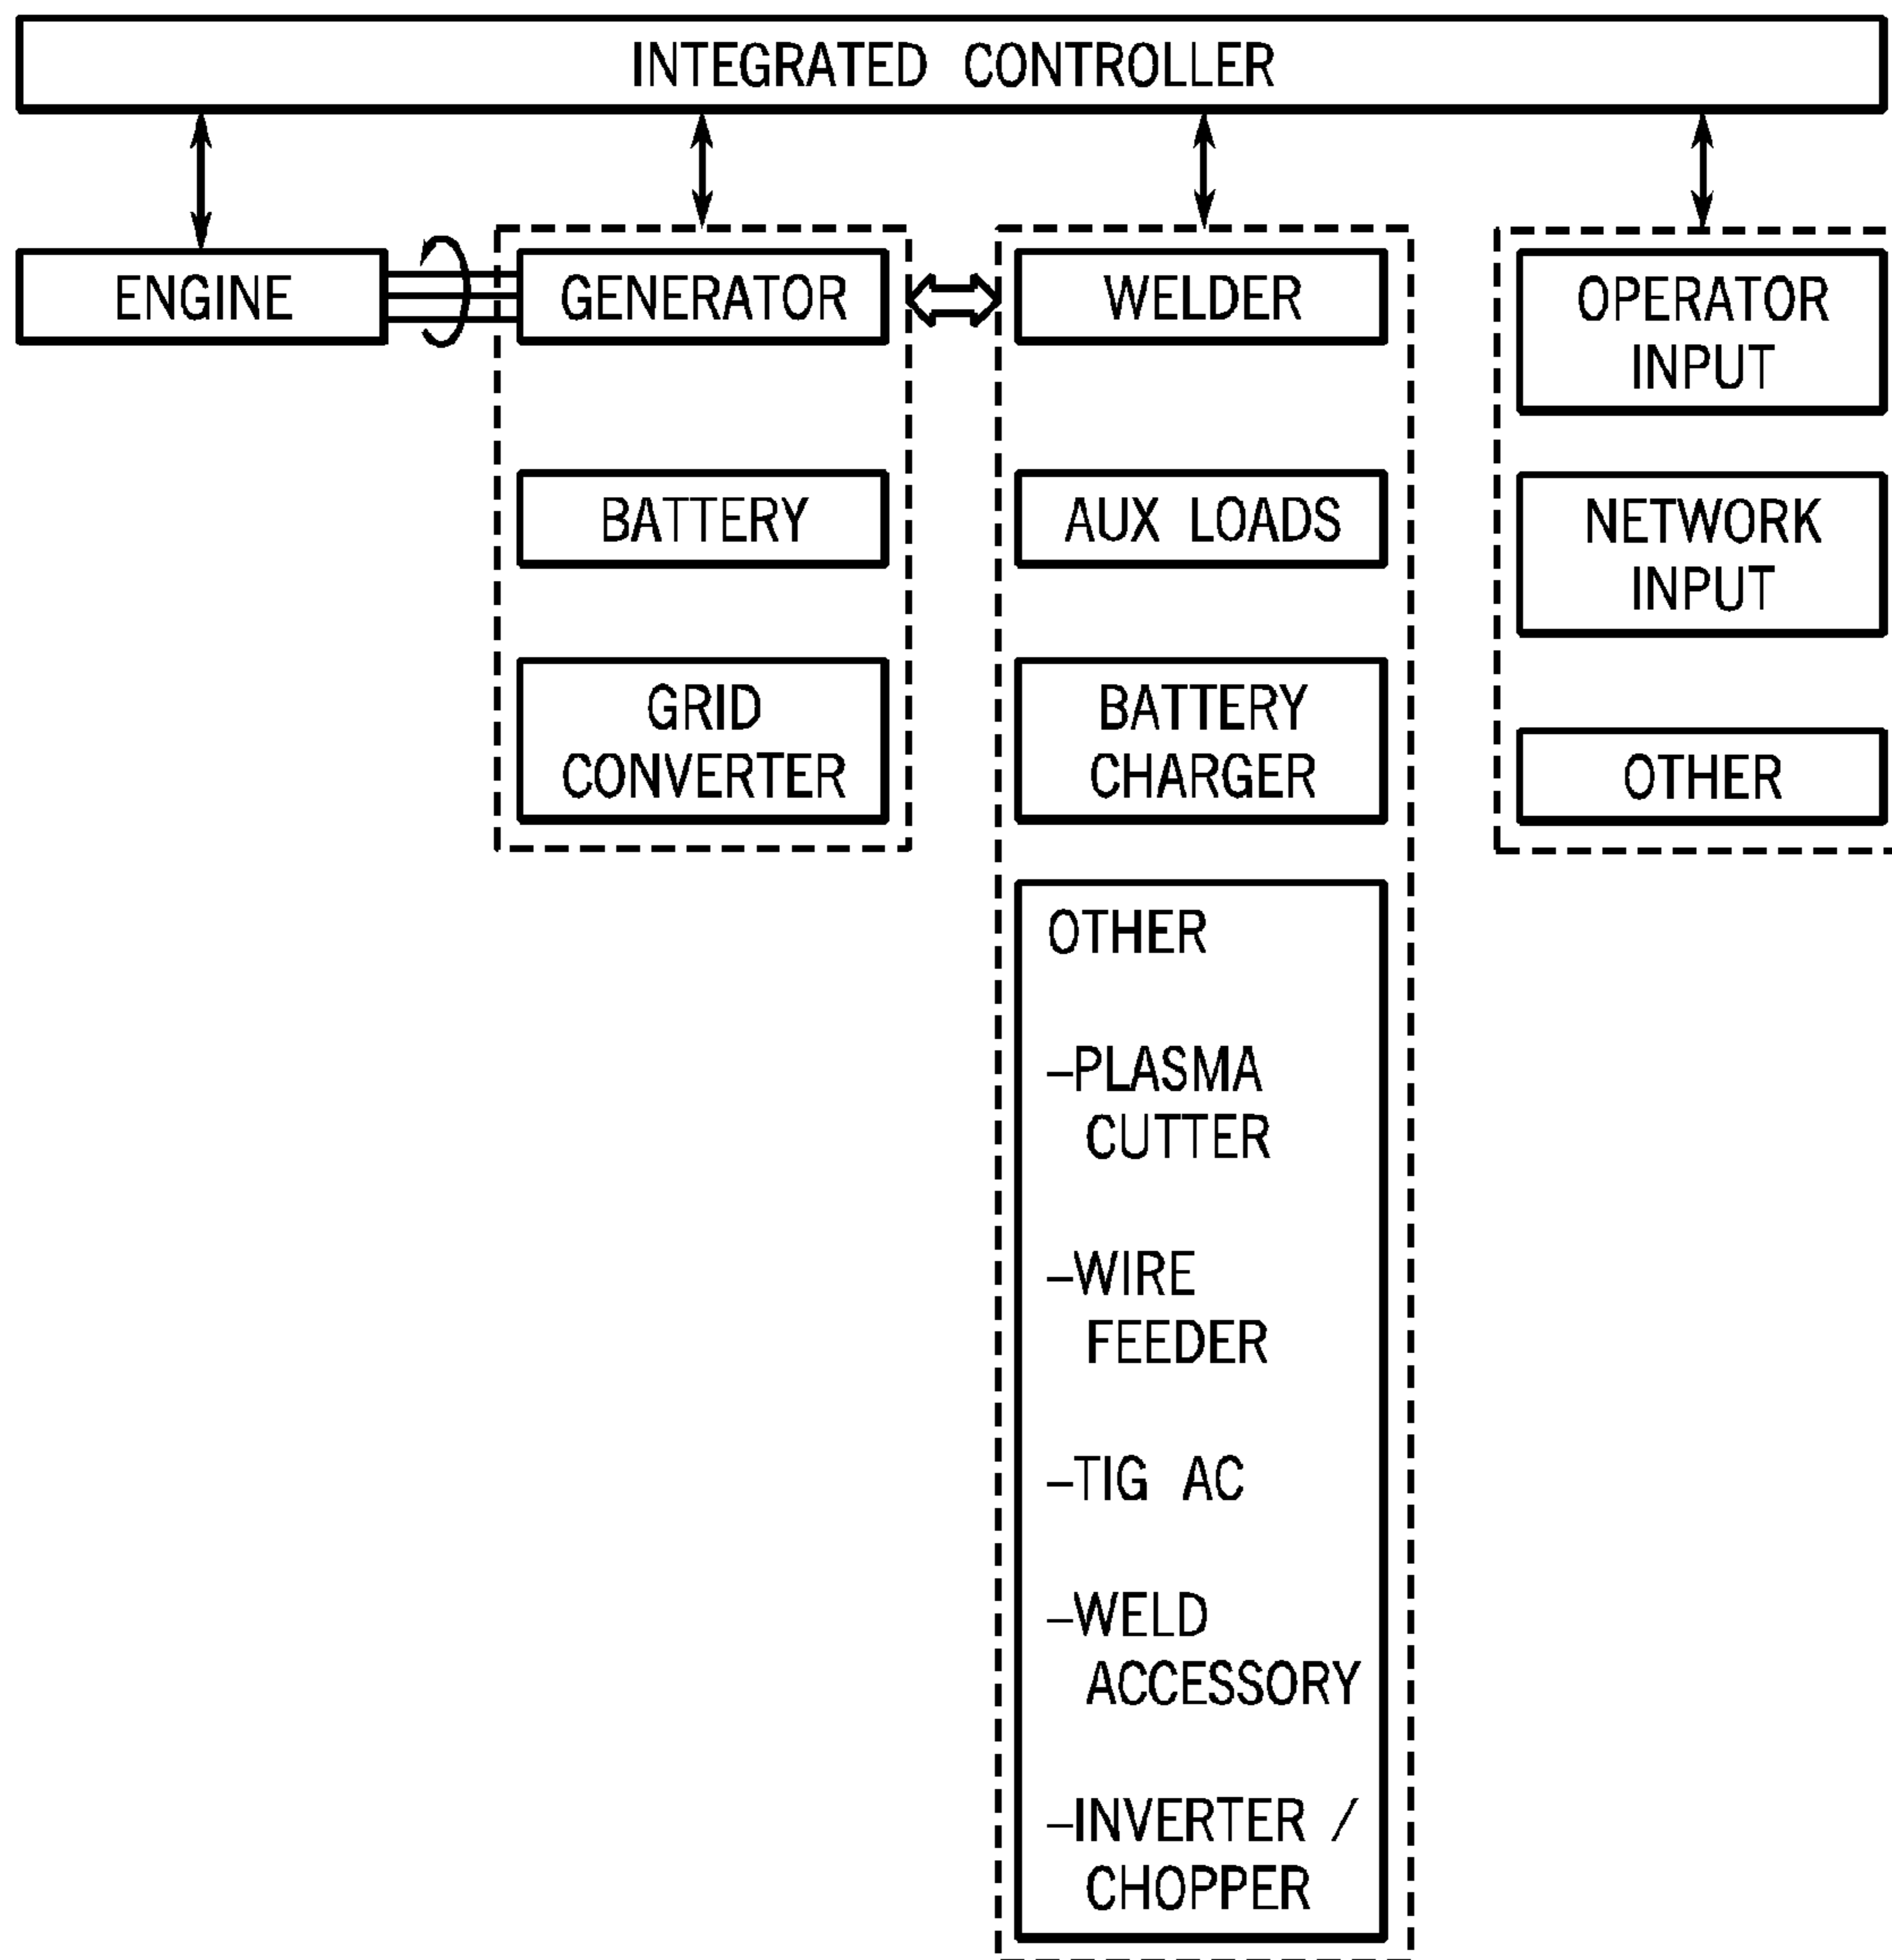 INTEGRATED CONTROLLER
ENGINE
GENERATOR
BATTERY
GRID
CONVERTER
WELDER
AUX LOADS
BATTERY
CHARGER
OTHER
–PLASMA
CUTTER
–WIRE
FEEDER
–TIG AC
–WELD
ACCESSORY
–INVERTER /
CHOPPER
OPERATOR
INPUT
NETWORK
INPUT
OTHER